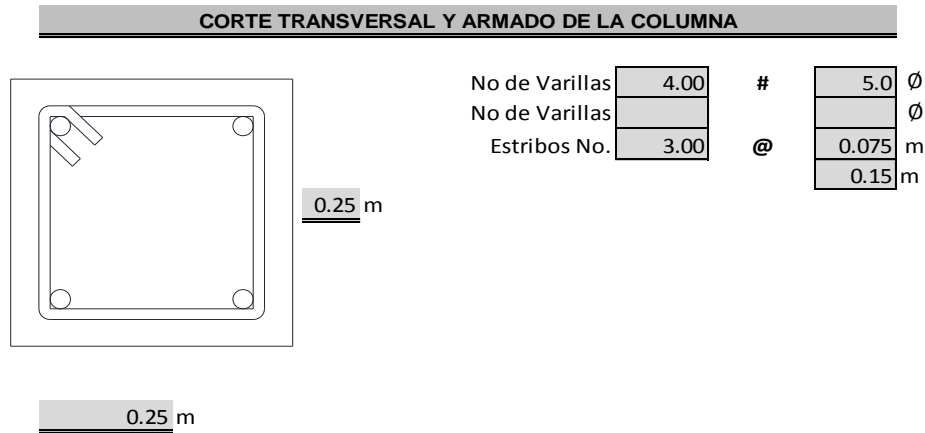 CORTE TRANSVERSAL Y ARMADO DE LA COLUMNA
No de Varillas 4.00 # 5.0 Ø
No de Varillas Ø
Estribos No. 3.00 @ 0.075 m
0.15 m
0.25 m
0.25 m